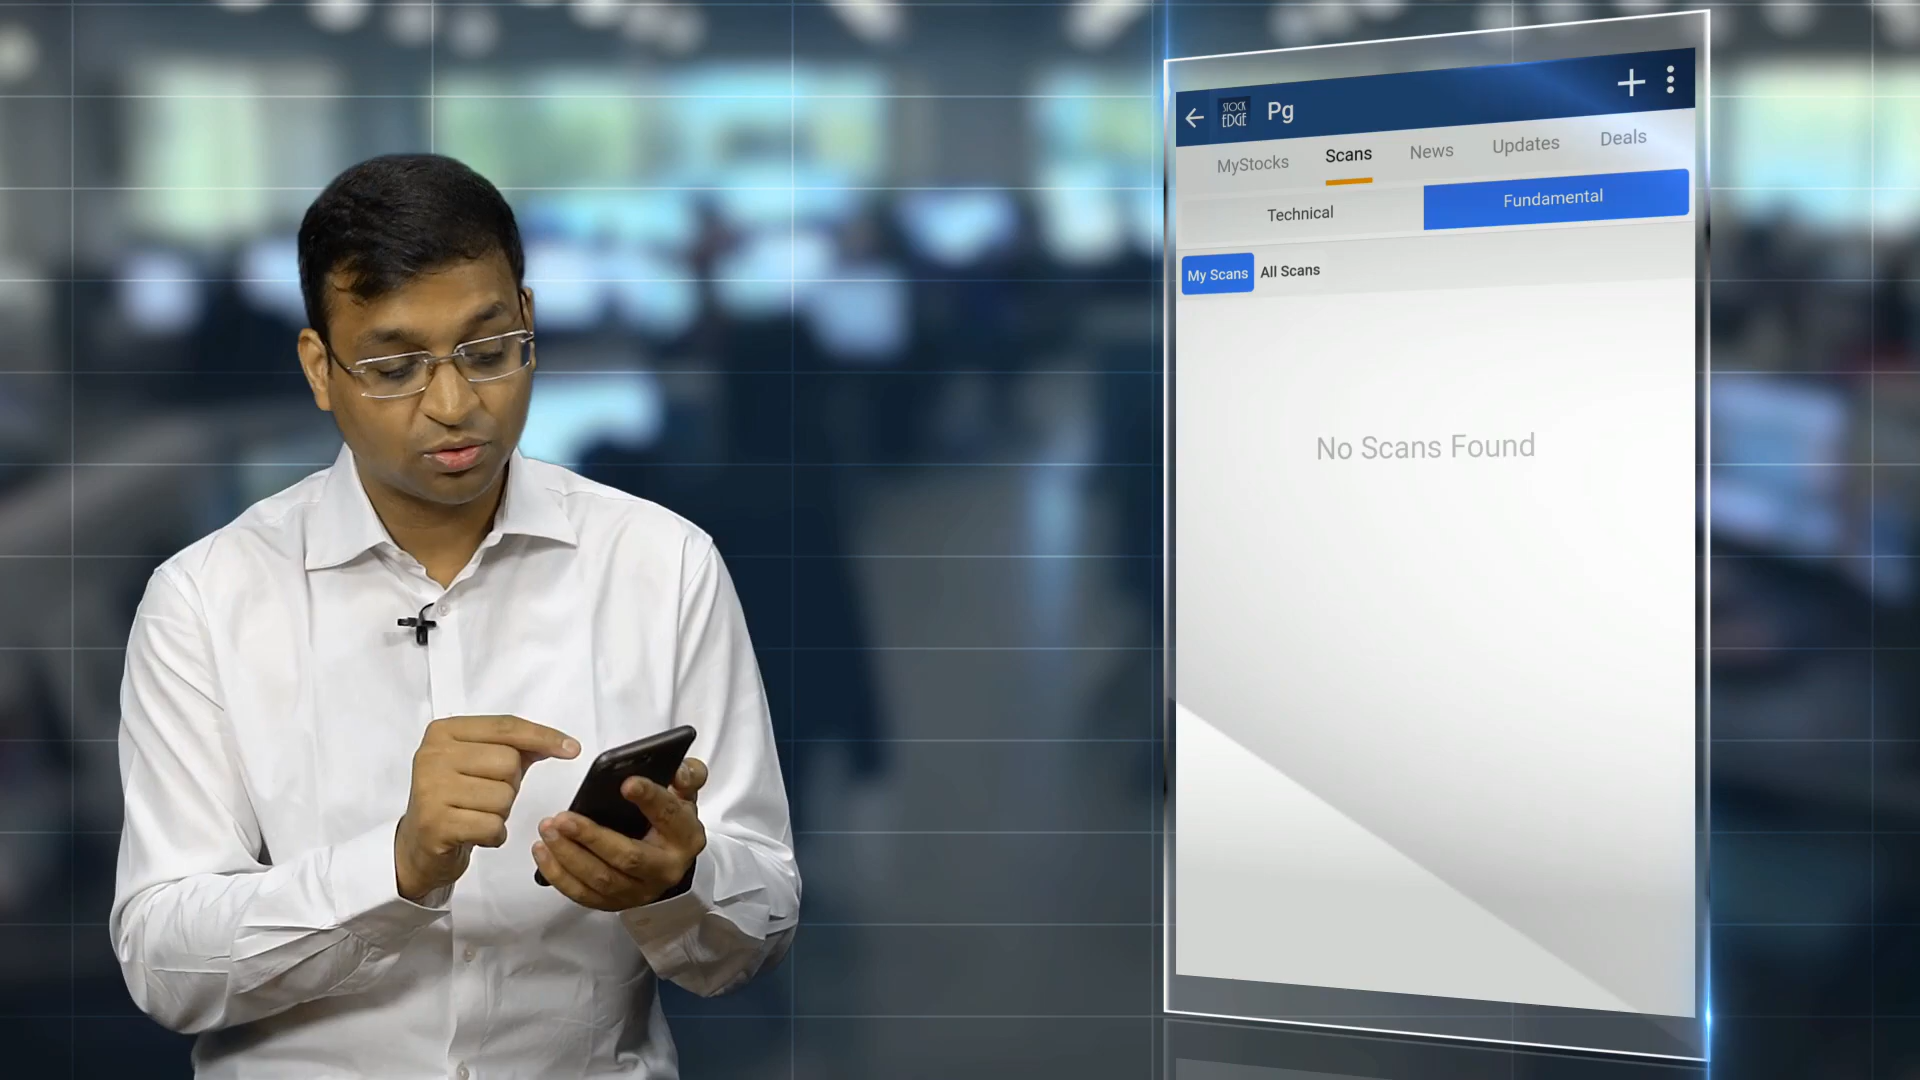 STOCK
EDGE
Pg
MyStocks Scans News Updates Deals
Technical Fundamental
My Scans All Scans
No Scans Found